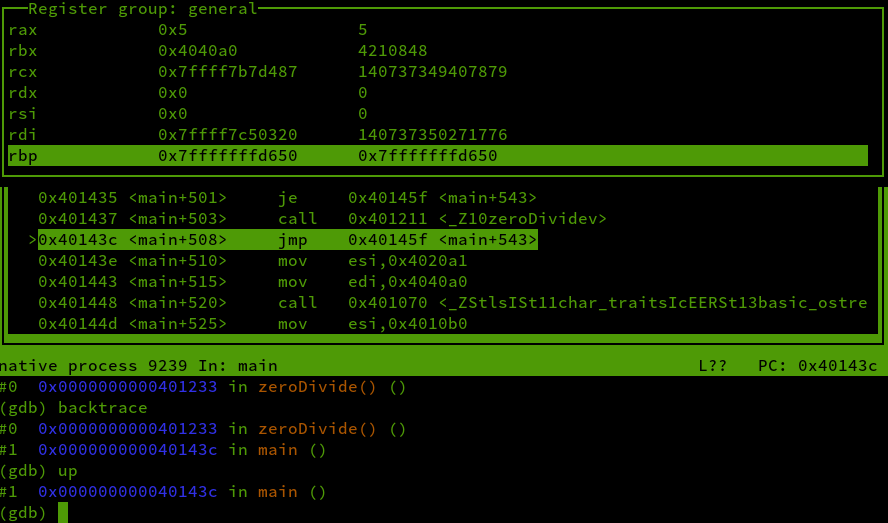 Register group: general
rax 0x5 5
rbx 0x4040a0 4210848
rcx 0x7ffff7b7d487 140737349407879
rdx 0x0 0
rsi 0x0 0
rdi 0x7ffff7c50320 140737350271776
rbp 0x7fffffffd650 0x7fffffffd650
0x401435 <main+501> je 0x40145f <main+543>
0x401437 <main+503> call 0x401211 <_Z10zeroDividev>
>0x40143c <main+508> jmp 0x40145f <main+543>
0x40143e <main+510> mov esi,0x4020a1
0x401443 <main+515> mov edi,0x4040a0
0x401448 <main+520> call 0x401070 <_ZStlsISt11char_traitsIcEERSt13basic_ostre
0x40144d <main+525> mov esi,0x4010b0
native process 9239 In: main L?? PC: 0x40143c
#0 0x0000000000401233 in zeroDivide() ()
(gdb) backtrace
#0 0x0000000000401233 in zeroDivide() ()
#1 0x000000000040143c in main ()
(gdb) up
#1 0x000000000040143c in main ()
(gdb)